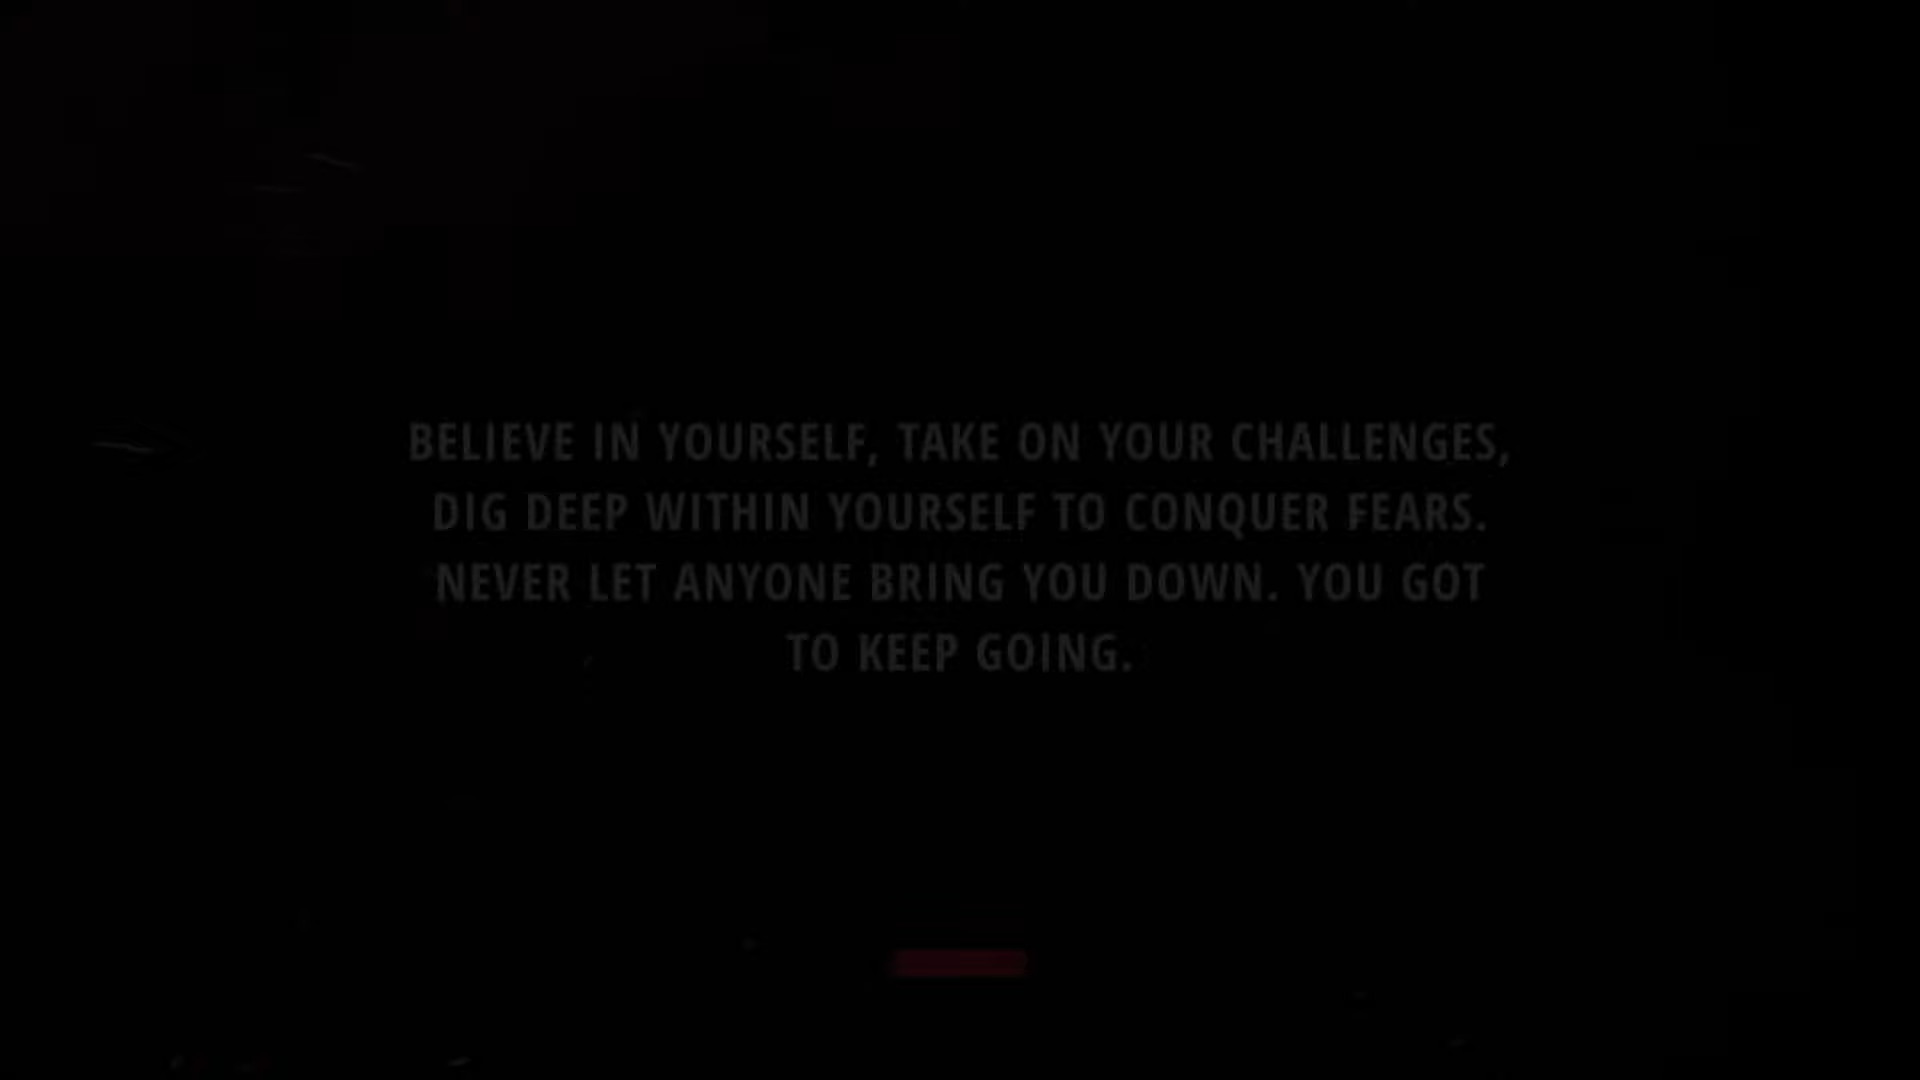 BELIEVE IN YOURSELF, TAKE ON YOUR CHALLENGES,
DIG DEEP WITHIN YOURSELF TO CONQUER FEARS.
NEVER LET ANYONE BRING YOU DOWN. YOU GOT
TO KEEP GOING.